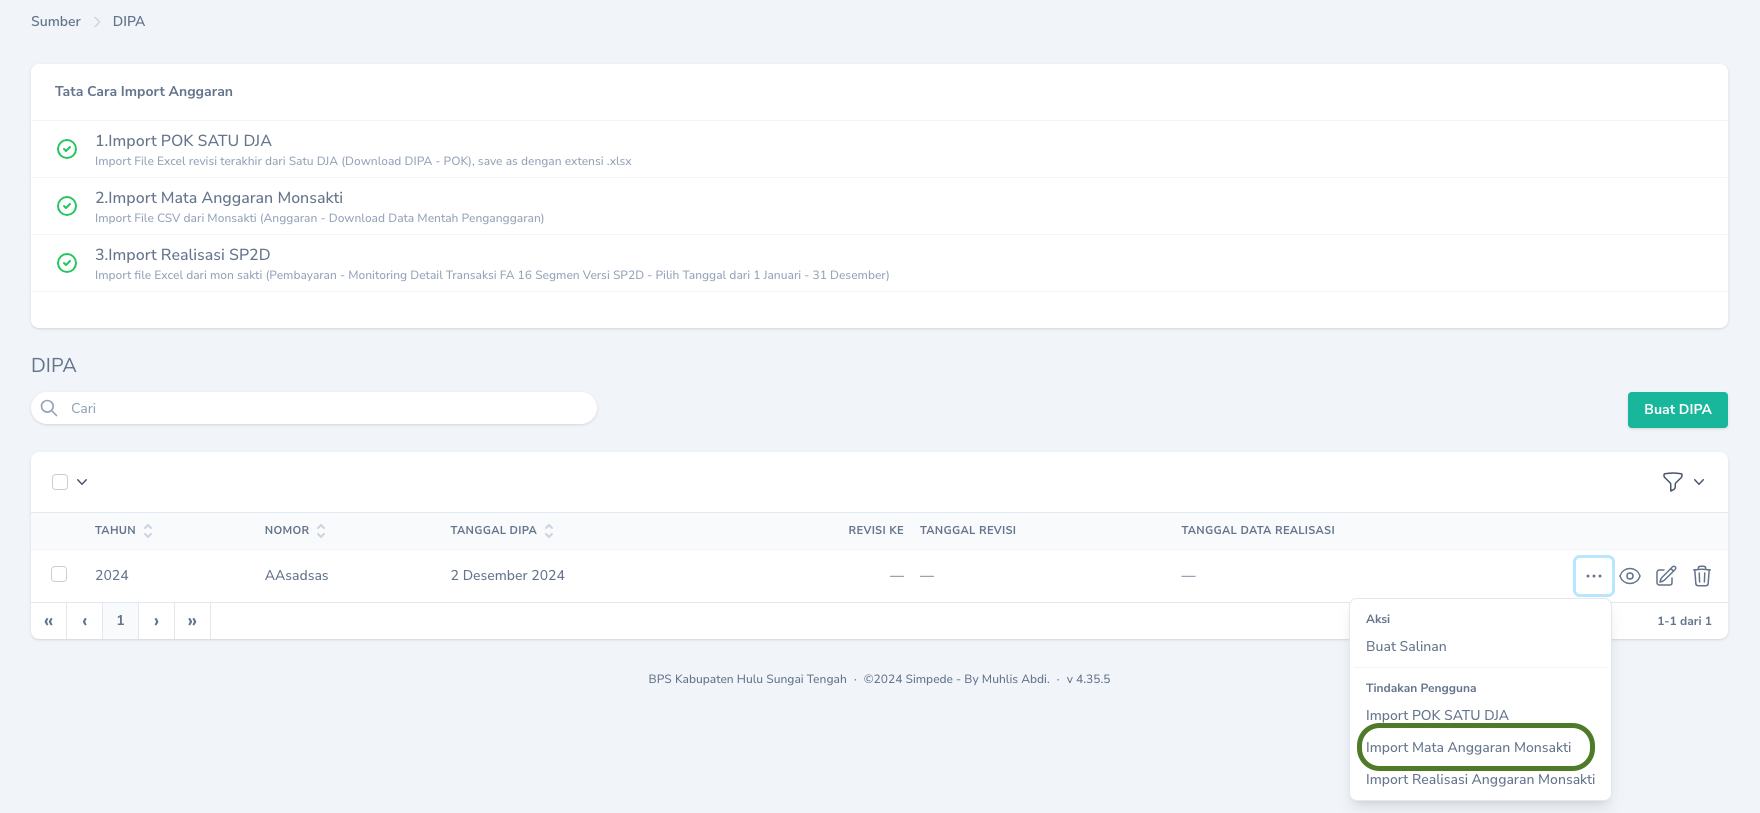 Sumber > DIPA
Tata Cara Import Anggaran
1.Import POK SATU DJA
Import File Excel revisi terakhir dari Satu DJA (Download DIPA - POK), save as dengan extensi .xlsx
2.Import Mata Anggaran Monsakti
Import File CSV dari Monsakti (Anggaran - Download Data Mentah Penganggaran)
3.Import Realisasi SP2D
Import file Excel dari mon sakti (Pembayaran - Monitoring Detail Transaksi FA 16 Segmen Versi SP2D - Pilih Tanggal dari 1 Januari - 31 Desember)
DIPA
Cari
Buat DIPA
TAHUN NOMOR TANGGAL DIPA REVISI KE TANGGAL REVISI TANGGAL DATA REALISASI
2024 AAsadsas 2 Desember 2024 — — —
« ‹ 1 › » 1-1 dari 1
Aksi
Buat Salinan
Tindakan Pengguna
Import POK SATU DJA
Import Mata Anggaran Monsakti
Import Realisasi Anggaran Monsakti
BPS Kabupaten Hulu Sungai Tengah · ©2024 Simpede - By Muhlis Abdi. · v 4.35.5